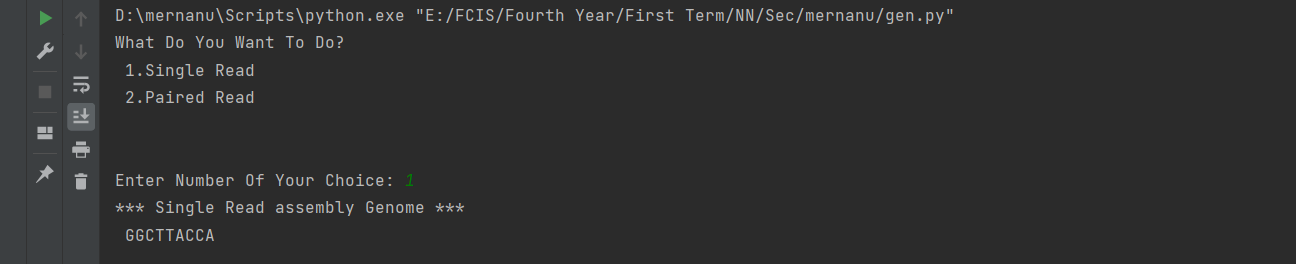 D:\mernanu\Scripts\python.exe "E:/FCIS/Fourth Year/First Term/NN/Sec/mernanu/gen.py"
What Do You Want To Do?
1.Single Read
2.Paired Read
Enter Number Of Your Choice: 1
*** Single Read assembly Genome ***
GGCTTACCA